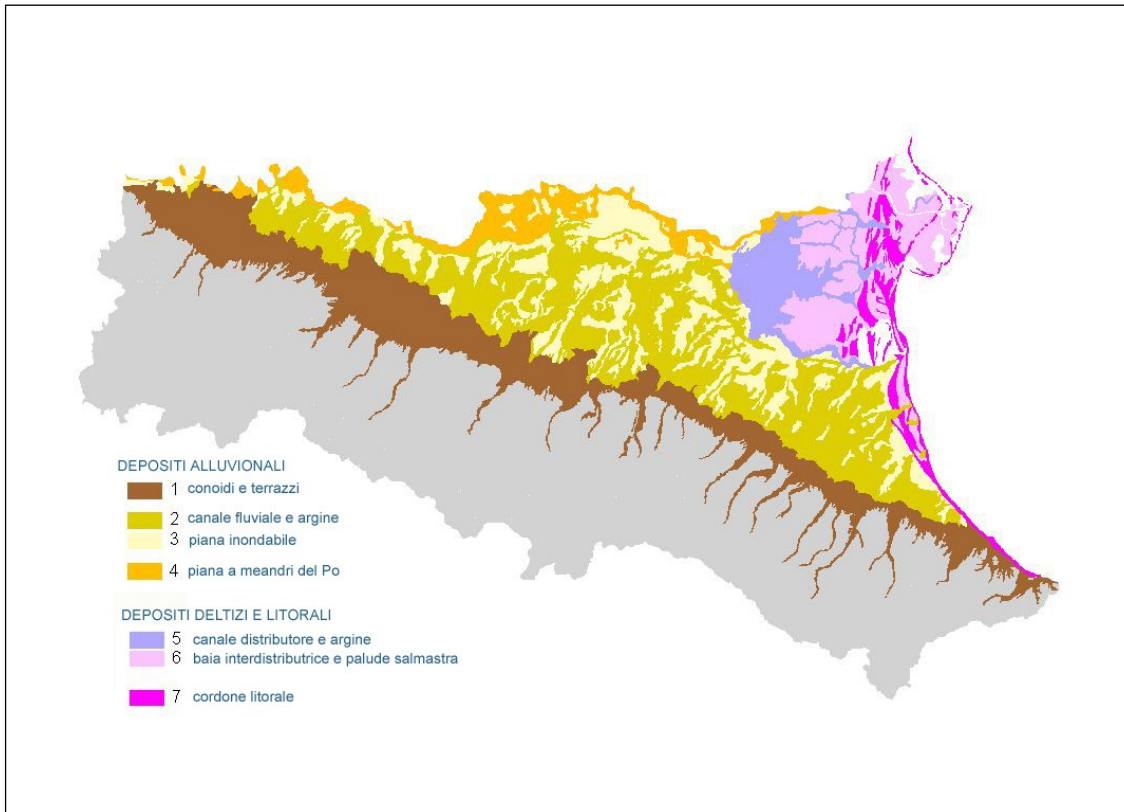 DEPOSITI ALLUVIONALI
1 conoidi e terrazzi
2 canale fluviale e argine
3 piana inondabile
4 piana a meandri del Po
DEPOSITI DELTIZI E LITORALI
5 canale distributore e argine
6 baia interdistributrice e palude salmastra
7 cordone litorale